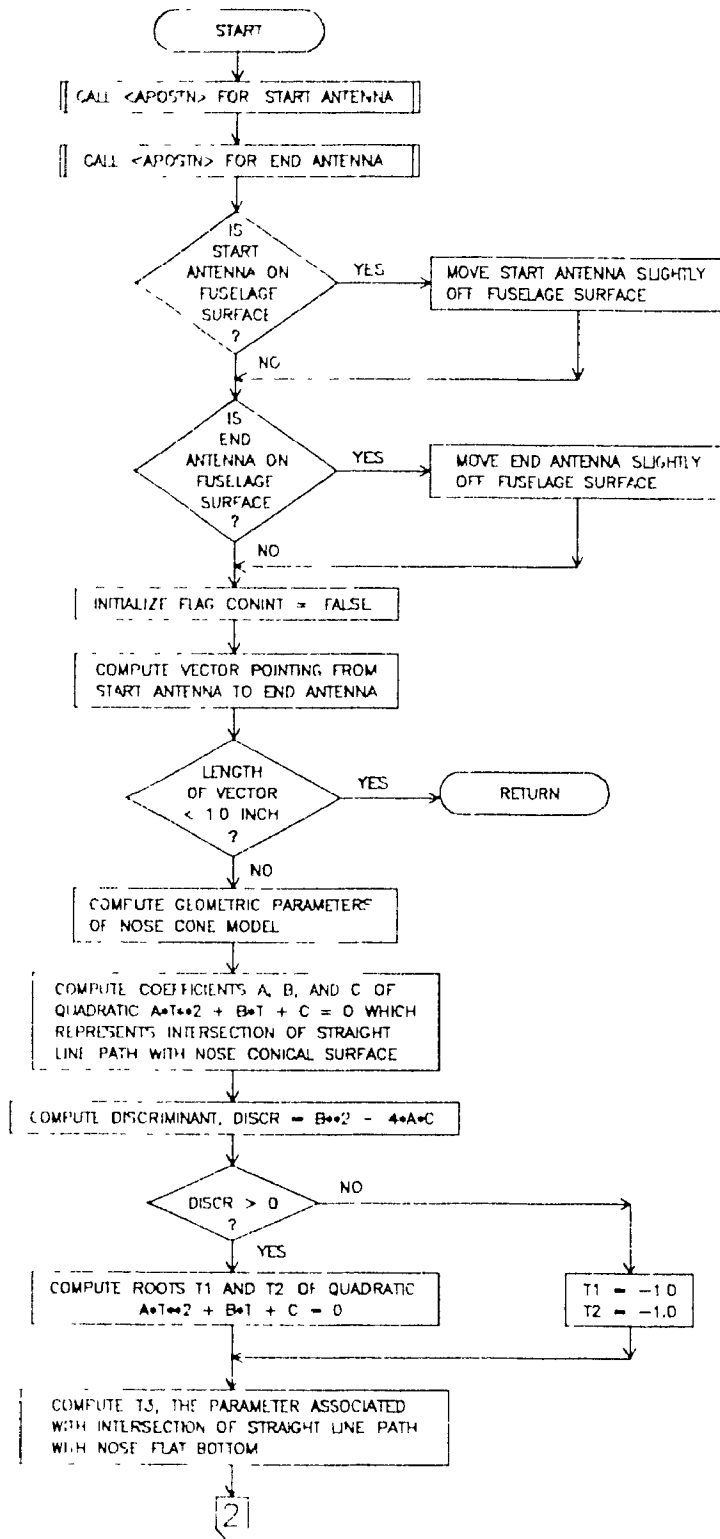 START
CALL <APOSTN> FOR START ANTENNA
CALL <APOSTN> FOR END ANTENNA
IS
START
ANTENNA ON
FUSELAGE
SURFACE
?
YES
MOVE START ANTENNA SLIGHTLY
OFF FUSELAGE SURFACE
NO
IS
END
ANTENNA ON
FUSELAGE
SURFACE
?
YES
MOVE END ANTENNA SLIGHTLY
OFF FUSELAGE SURFACE
NO
INITIALIZE FLAG CONINT = FALSE
COMPUTE VECTOR POINTING FROM
START ANTENNA TO END ANTENNA
LENGTH
OF VECTOR
< 1.0 INCH
?
YES
RETURN
NO
COMPUTE GEOMETRIC PARAMETERS
OF NOSE CONE MODEL
COMPUTE COEFFICIENTS A, B, AND C OF
QUADRATIC A*T**2 + B*T + C = 0 WHICH
REPRESENTS INTERSECTION OF STRAIGHT
LINE PATH WITH NOSE CONICAL SURFACE
COMPUTE DISCRIMINANT, DISCR = B**2 - 4*A*C
DISCR > 0
?
NO
YES
COMPUTE ROOTS T1 AND T2 OF QUADRATIC
A*T**2 + B*T + C = 0
T1 = -1.0
T2 = -1.0
COMPUTE T3, THE PARAMETER ASSOCIATED
WITH INTERSECTION OF STRAIGHT LINE PATH
WITH NOSE FLAT BOTTOM
2